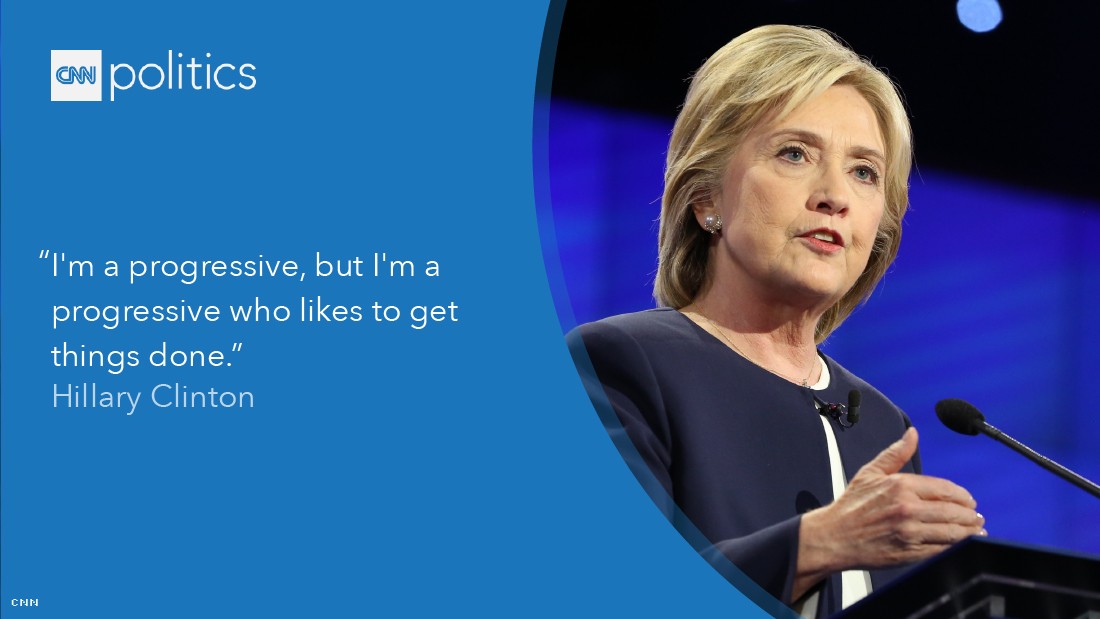 CNN politics
“I'm a progressive, but I'm a
progressive who likes to get
things done.”
Hillary Clinton
CNN